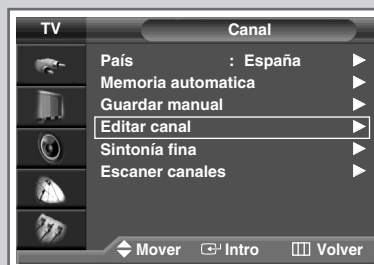 TV Canal
País : España
Memoria automatica
Guardar manual
Editar canal
Sintonía fina
Escaner canales
Mover Intro Volver